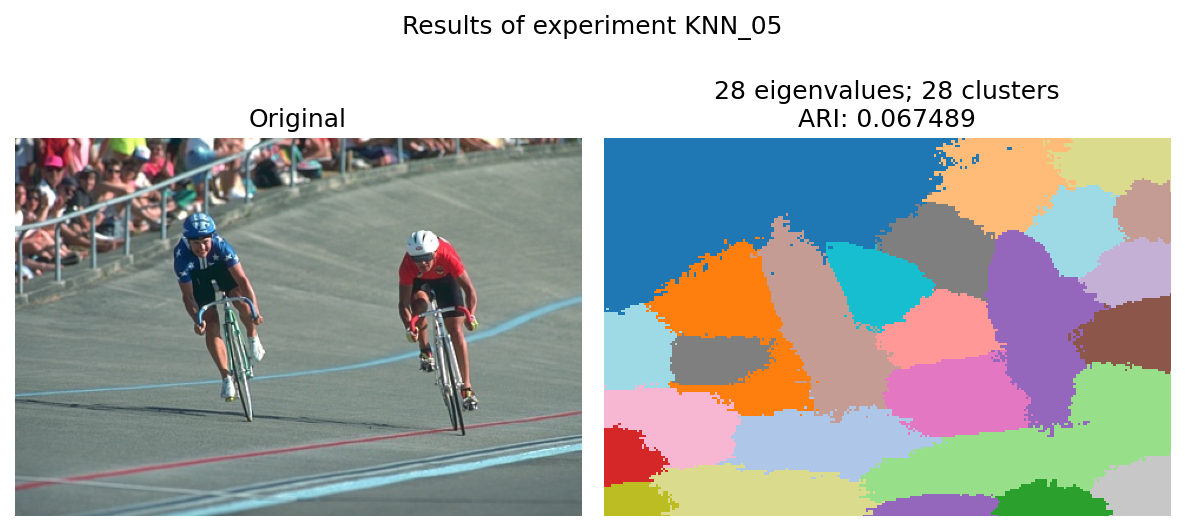 Results of experiment KNN_05
Original
28 eigenvalues; 28 clusters
ARI: 0.067489